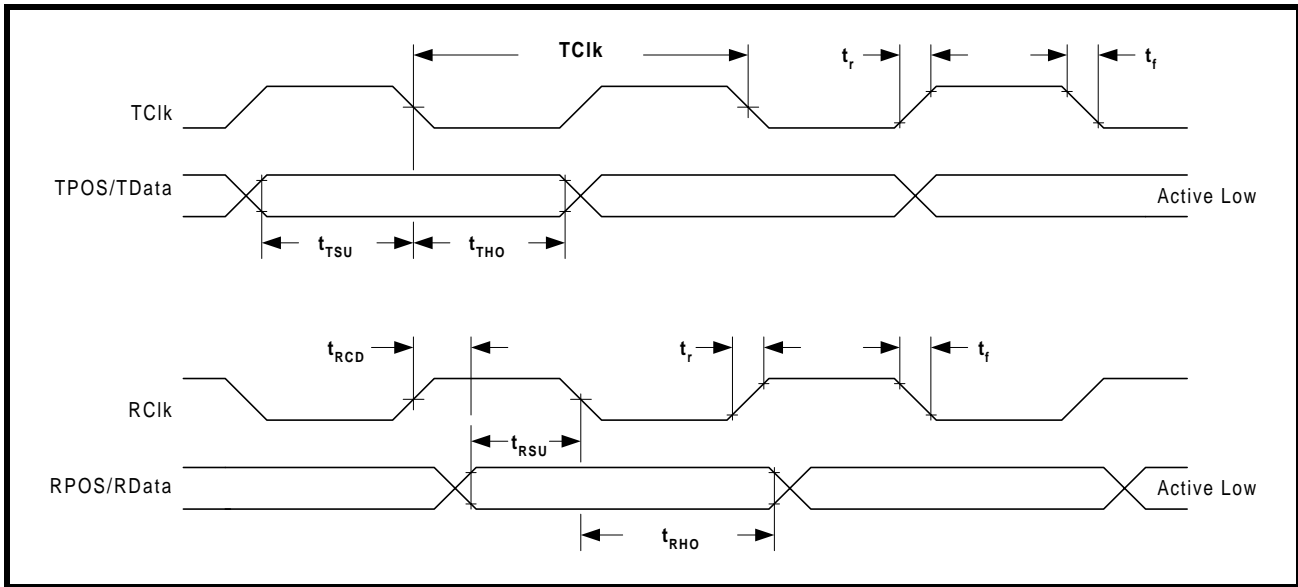 TClk
t_r
t_f
TClk
TPOS/TData
Active Low
t_TSU
t_THO
t_RCD
t_r
t_f
RClk
t_RSU
RPOS/RData
Active Low
t_RHO